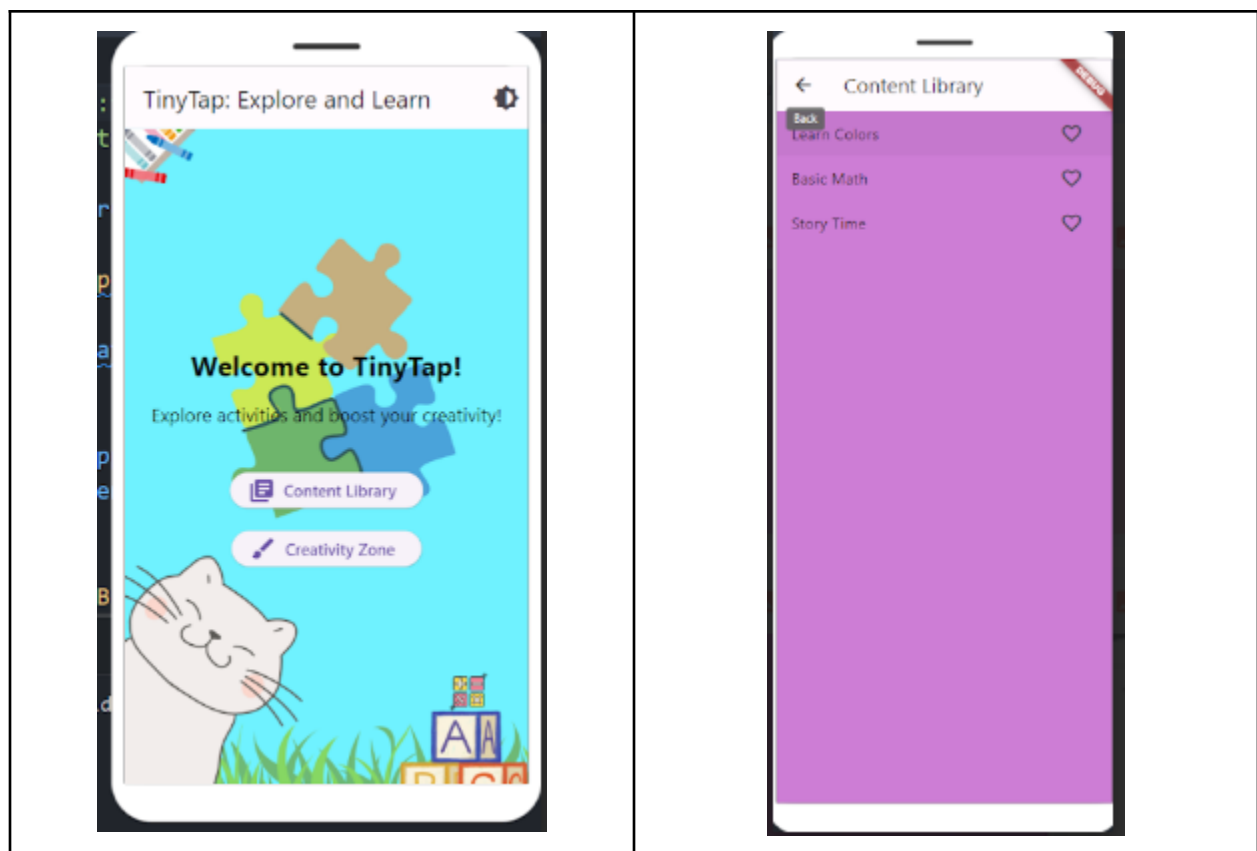 TinyTap: Explore and Learn
Welcome to TinyTap!
Explore activities and boost your creativity!
Content Library
Creativity Zone
A A
Content Library
DEBUG
Back
Learn Colors
Basic Math
Story Time